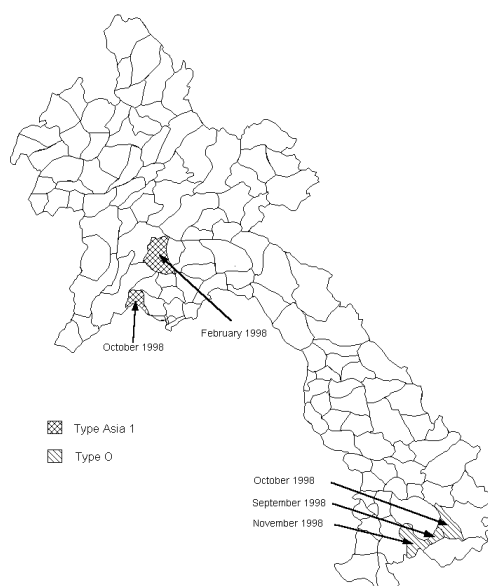 February 1998
October 1998
Type Asia 1
Type O
October 1998
September 1998
November 1998